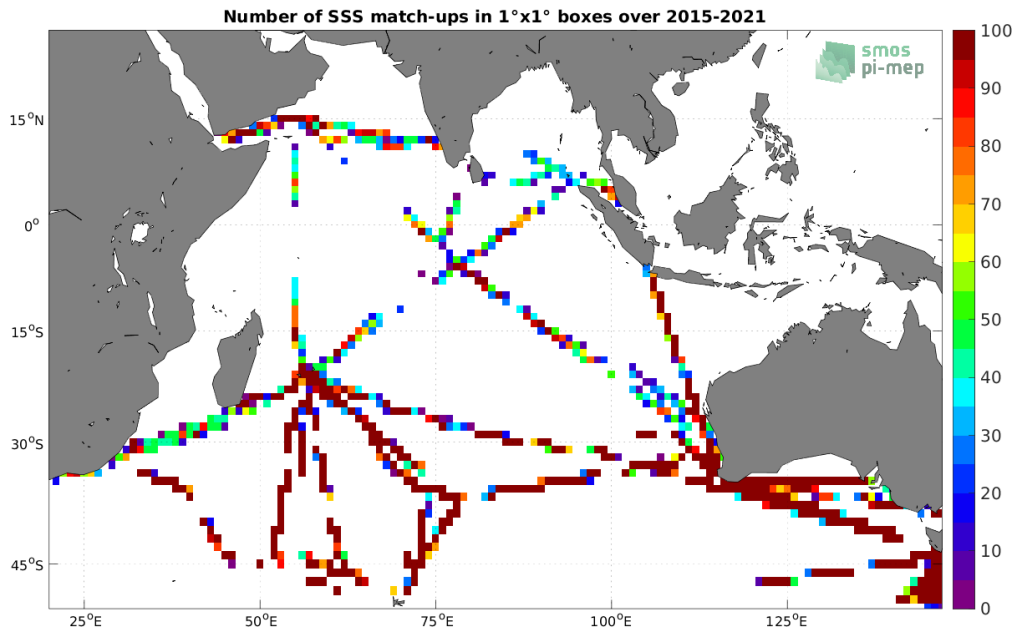 Number of SSS match-ups in 1°x1° boxes over 2015-2021
smos
pi-mep
15°N
0°
15°S
30°S
45°S
25°E
50°E
75°E
100°E
125°E
100
90
80
70
60
50
40
30
20
10
0